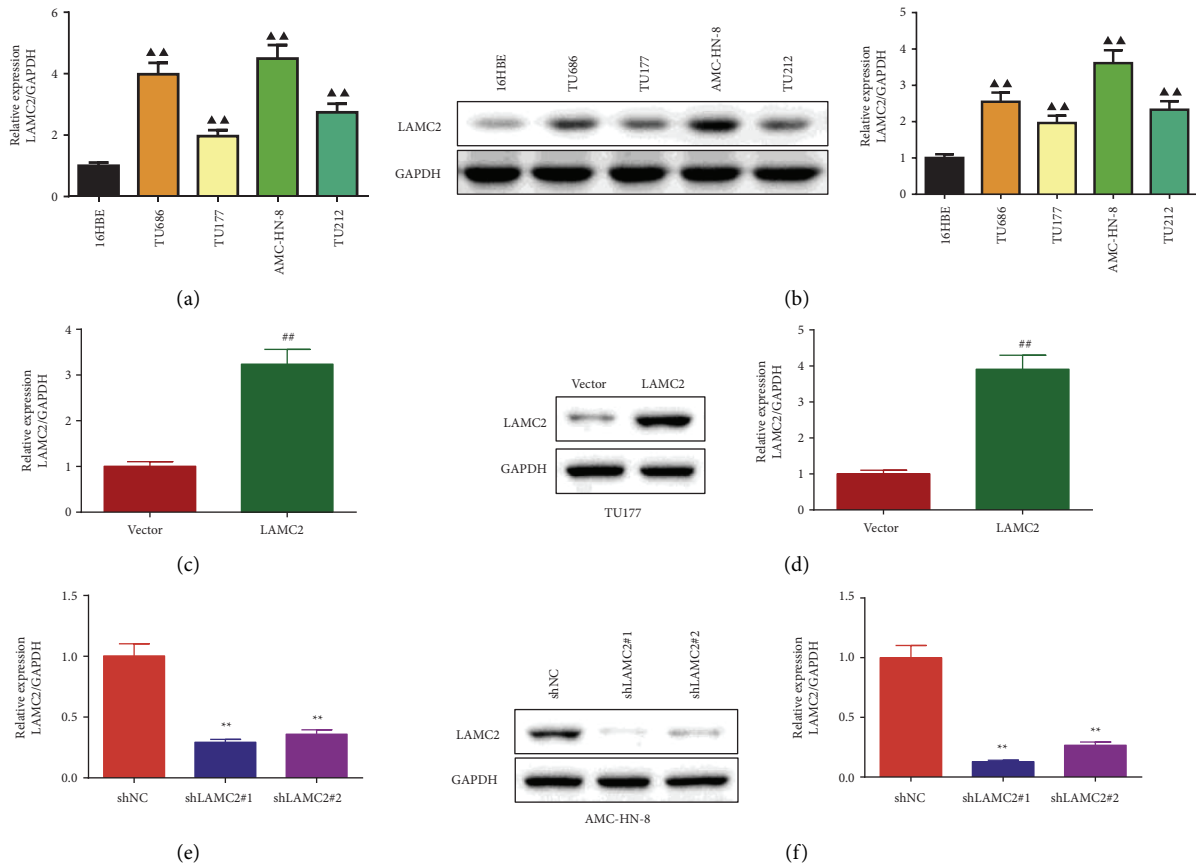 Relative expression
LAMC2/GAPDH
6
4
2
0
▲▲
▲▲
▲▲
▲▲
16HBE
TU686
TU177
AMC-HN-8
TU212
(a)
16HBE
TU686
TU177
AMC-HN-8
TU212
LAMC2
GAPDH
Relative expression
LAMC2/GAPDH
5
4
3
2
1
0
▲▲
▲▲
▲▲
▲▲
16HBE
TU686
TU177
AMC-HN-8
TU212
(b)
Relative expression
LAMC2/GAPDH
4
3
2
1
0
##
Vector
LAMC2
(c)
Vector
LAMC2
LAMC2
GAPDH
TU177
Relative expression
LAMC2/GAPDH
5
4
3
2
1
0
##
Vector
LAMC2
(d)
Relative expression
LAMC2/GAPDH
1.5
1.0
0.5
0.0
**
**
shNC
shLAMC2#1
shLAMC2#2
(e)
shNC
shLAMC2#1
shLAMC2#2
LAMC2
GAPDH
AMC-HN-8
Relative expression
LAMC2/GAPDH
1.5
1.0
0.5
0.0
**
**
shNC
shLAMC2#1
shLAMC2#2
(f)